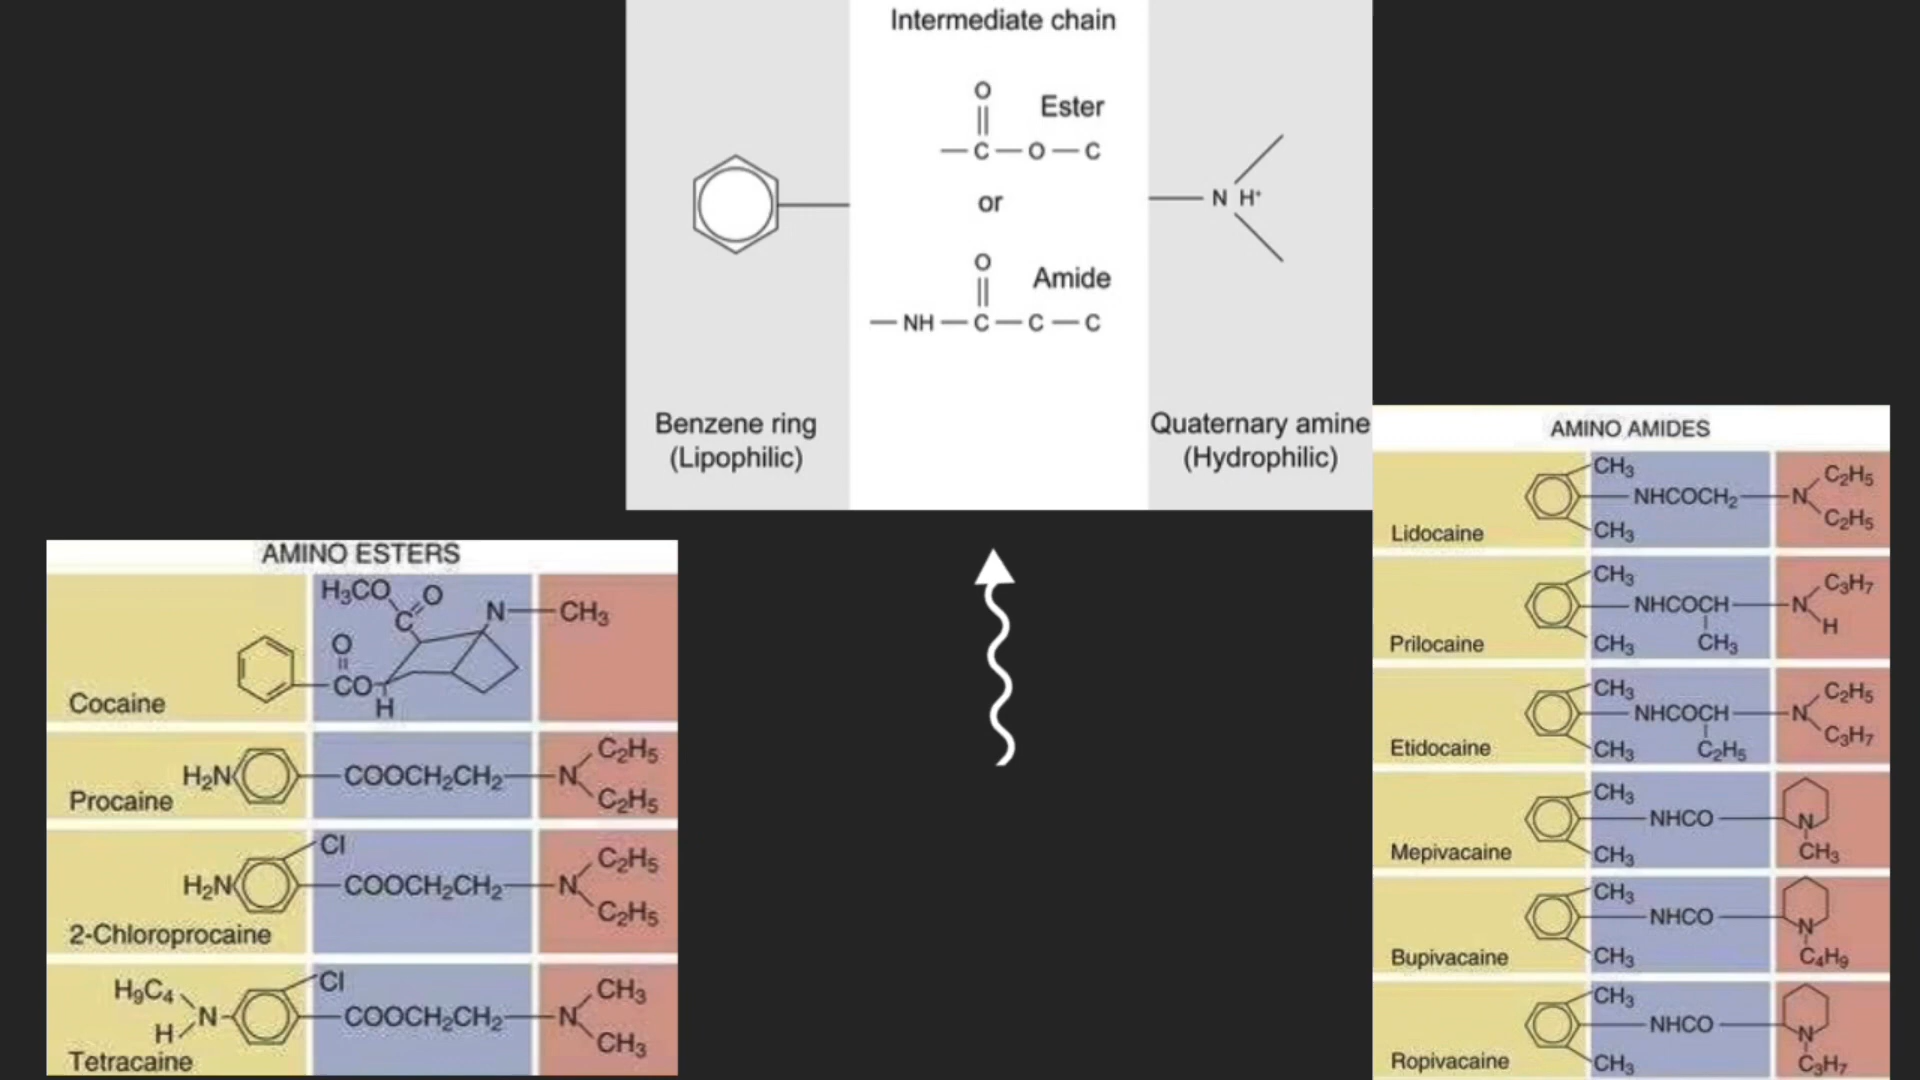 Intermediate chain
O
||
Ester
— C — O — C
or
O
||
Amide
— NH — C — C — C
N H⁺
Benzene ring
(Lipophilic)
Quaternary amine
(Hydrophilic)
AMINO ESTERS
H₃CO
O
C
N
CH₃
O
CO
H
Cocaine
H₂N
COOCH₂CH₂
N
C₂H₅
C₂H₅
Procaine
Cl
H₂N
COOCH₂CH₂
N
C₂H₅
C₂H₅
2-Chloroprocaine
H₉C₄
N
H
Cl
COOCH₂CH₂
N
CH₃
CH₃
Tetracaine
AMINO AMIDES
CH₃
NHCOCH₂
N
C₂H₅
C₂H₅
CH₃
Lidocaine
CH₃
NHCOCH
N
C₃H₇
H
CH₃
CH₃
Prilocaine
CH₃
NHCOCH
N
C₂H₅
C₃H₇
CH₃
C₂H₅
Etidocaine
CH₃
NHCO
N
CH₃
CH₃
Mepivacaine
CH₃
NHCO
N
C₄H₉
CH₃
Bupivacaine
CH₃
NHCO
N
C₃H₇
CH₃
Ropivacaine